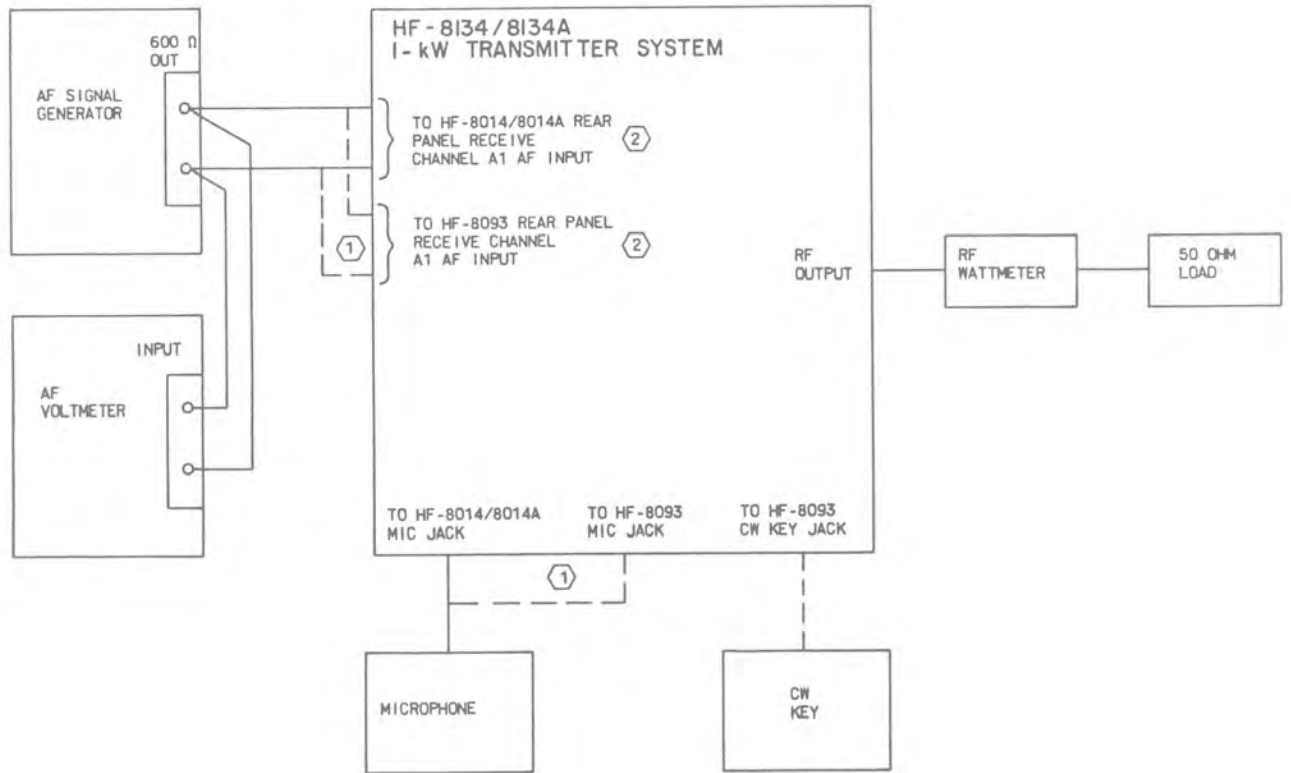 HF-8134/8134A
1-kW TRANSMITTER SYSTEM
600 Ω
OUT
AF SIGNAL
GENERATOR
TO HF-8014/8014A REAR
PANEL RECEIVE
CHANNEL A1 AF INPUT
2
TO HF-8093 REAR PANEL
RECEIVE CHANNEL
A1 AF INPUT
1
2
RF
OUTPUT
RF
WATTMETER
50 OHM
LOAD
INPUT
AF
VOLTMETER
TO HF-8014/8014A
MIC JACK
TO HF-8093
MIC JACK
TO HF-8093
CW KEY JACK
1
MICROPHONE
CW
KEY